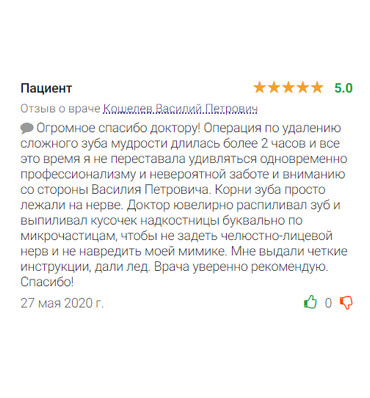 Пациент 5.0
Отзыв о враче Кошелев Василий Петрович
Огромное спасибо доктору! Операция по удалению
сложного зуба мудрости длилась более 2 часов и все
это время я не переставала удивляться одновременно
профессионализму и невероятной заботе и вниманию
со стороны Василия Петровича. Корни зуба просто
лежали на нерве. Доктор ювелирно распиливал зуб и
выпиливал кусочек надкостницы буквально по
микрочастицам, чтобы не задеть челюстно-лицевой
нерв и не навредить моей мимике. Мне выдали четкие
инструкции, дали лед. Врача уверенно рекомендую.
Спасибо!
27 мая 2020 г. 0